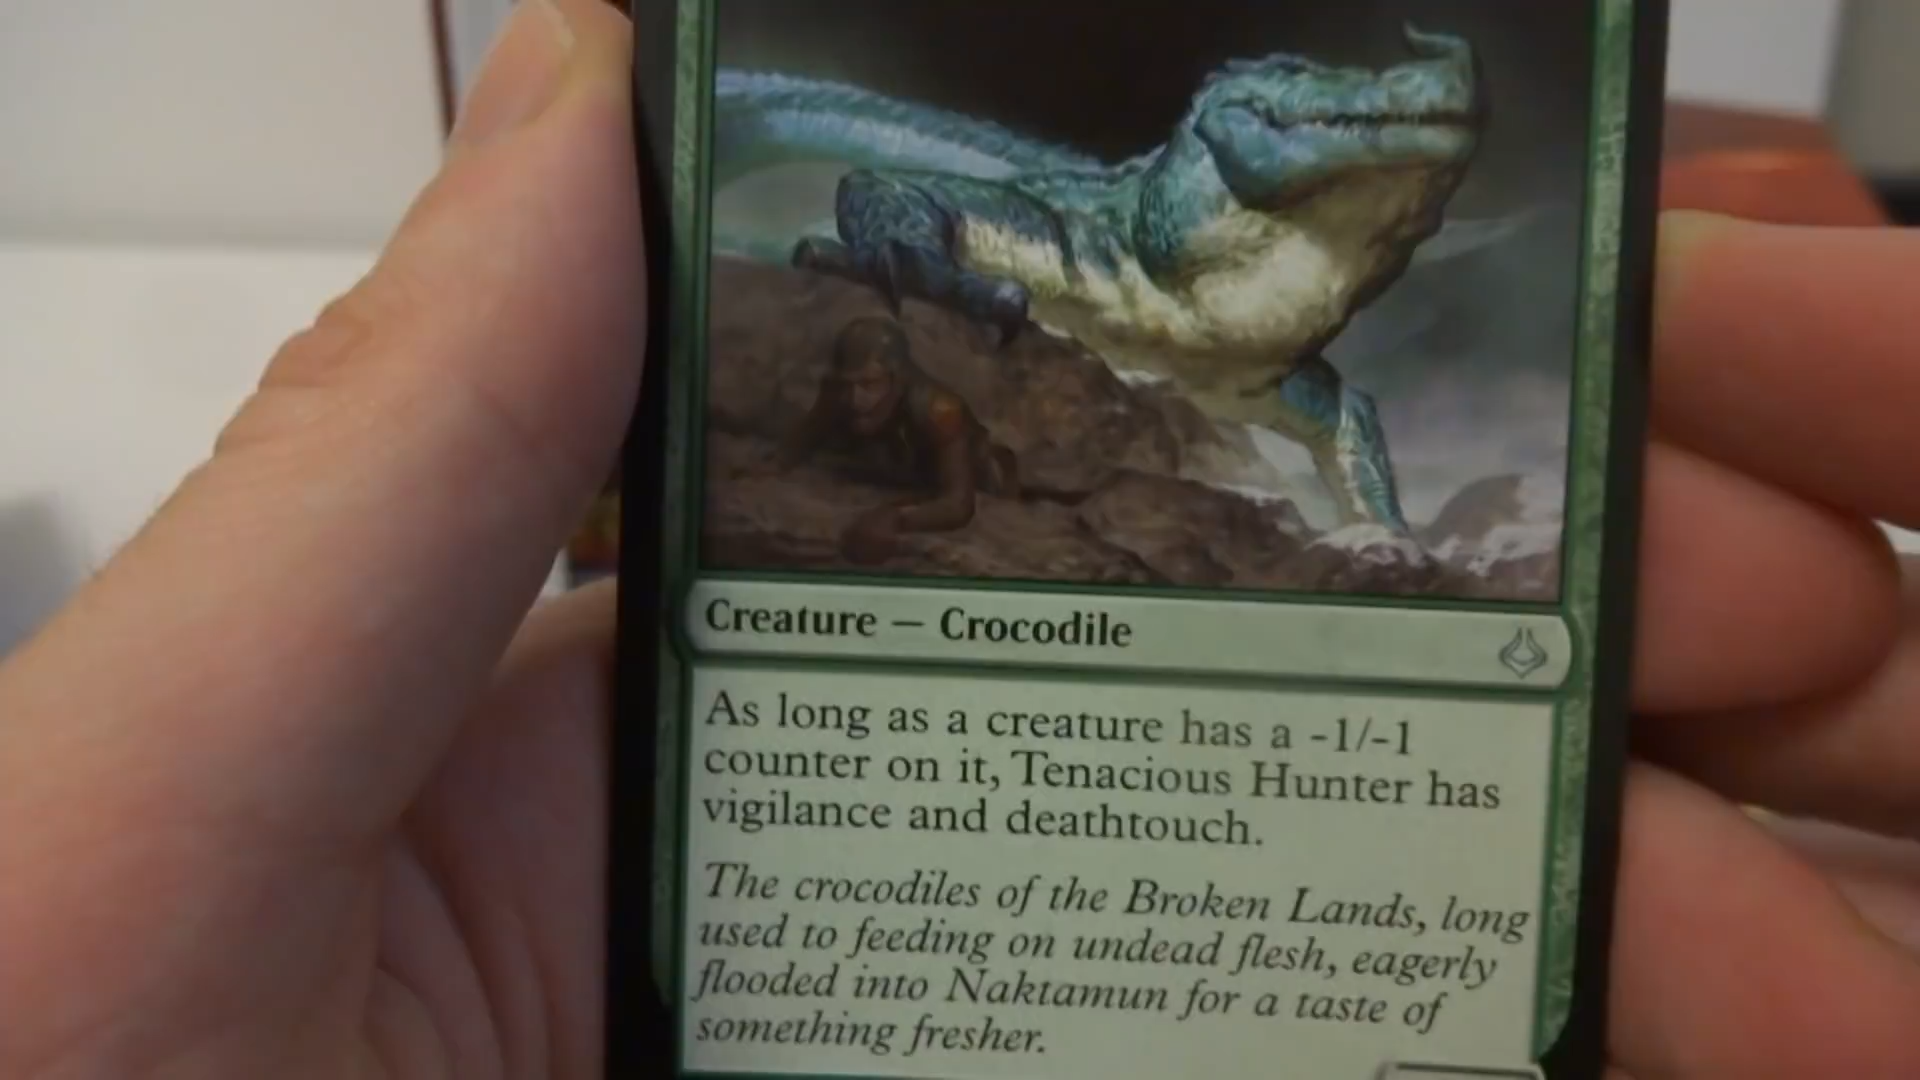 Creature — Crocodile
As long as a creature has a -1/-1
counter on it, Tenacious Hunter has
vigilance and deathtouch.
The crocodiles of the Broken Lands, long
used to feeding on undead flesh, eagerly
flooded into Naktamun for a taste of
something fresher.